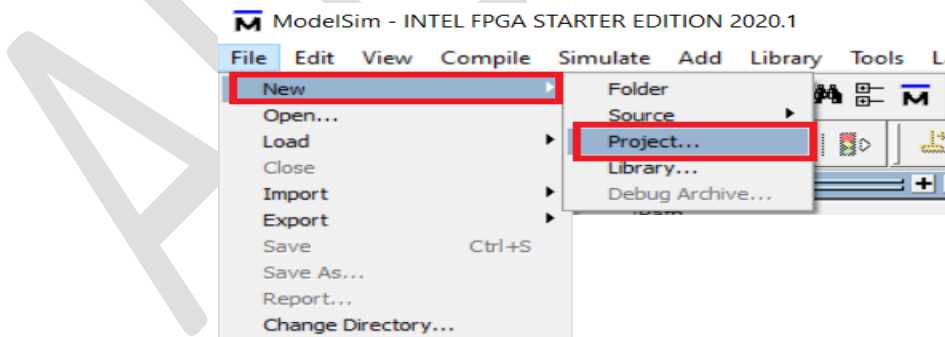 ModelSim - INTEL FPGA STARTER EDITION 2020.1
File Edit View Compile Simulate Add Library Tools
New
Open...
Load
Close
Import
Export
Save Ctrl+S
Save As...
Report...
Change Directory...
Folder
Source
Project...
Library...
Debug Archive...